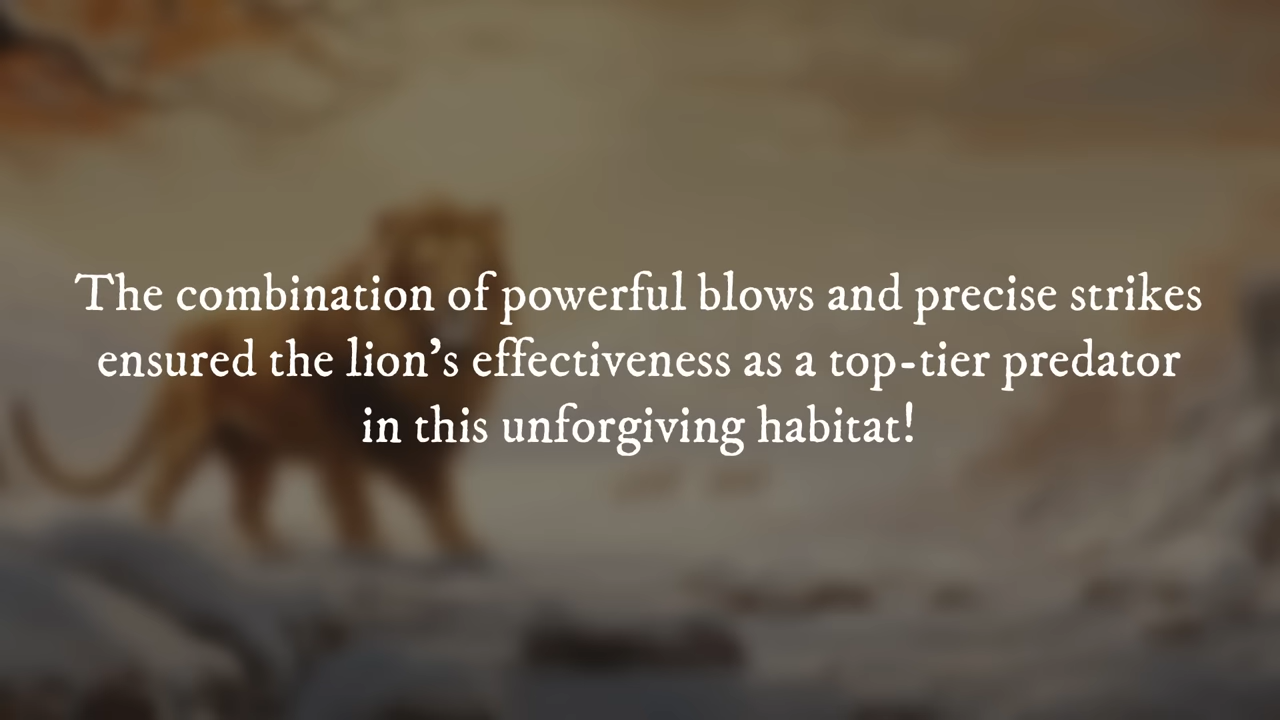 The combination of powerful blows and precise strikes
ensured the lion’s effectiveness as a top-tier predator
in this unforgiving habitat!